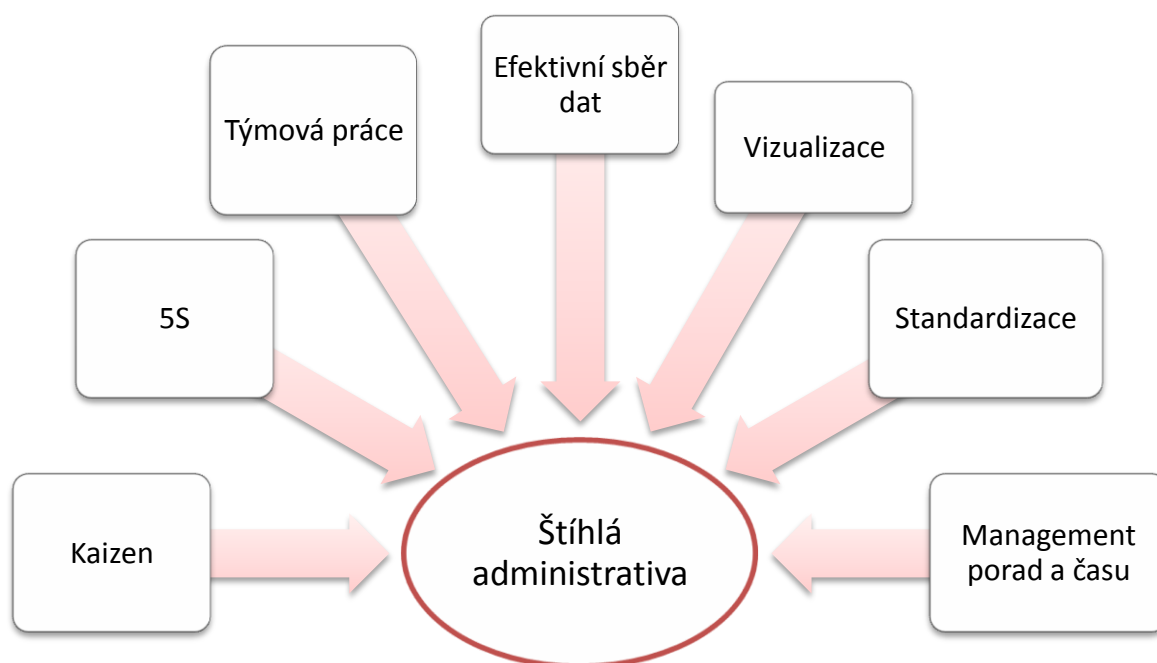 Efektivní sběr
dat
Týmová práce
Vizualizace
5S
Standardizace
Kaizen
Štíhlá
administrativa
Management
porad a času